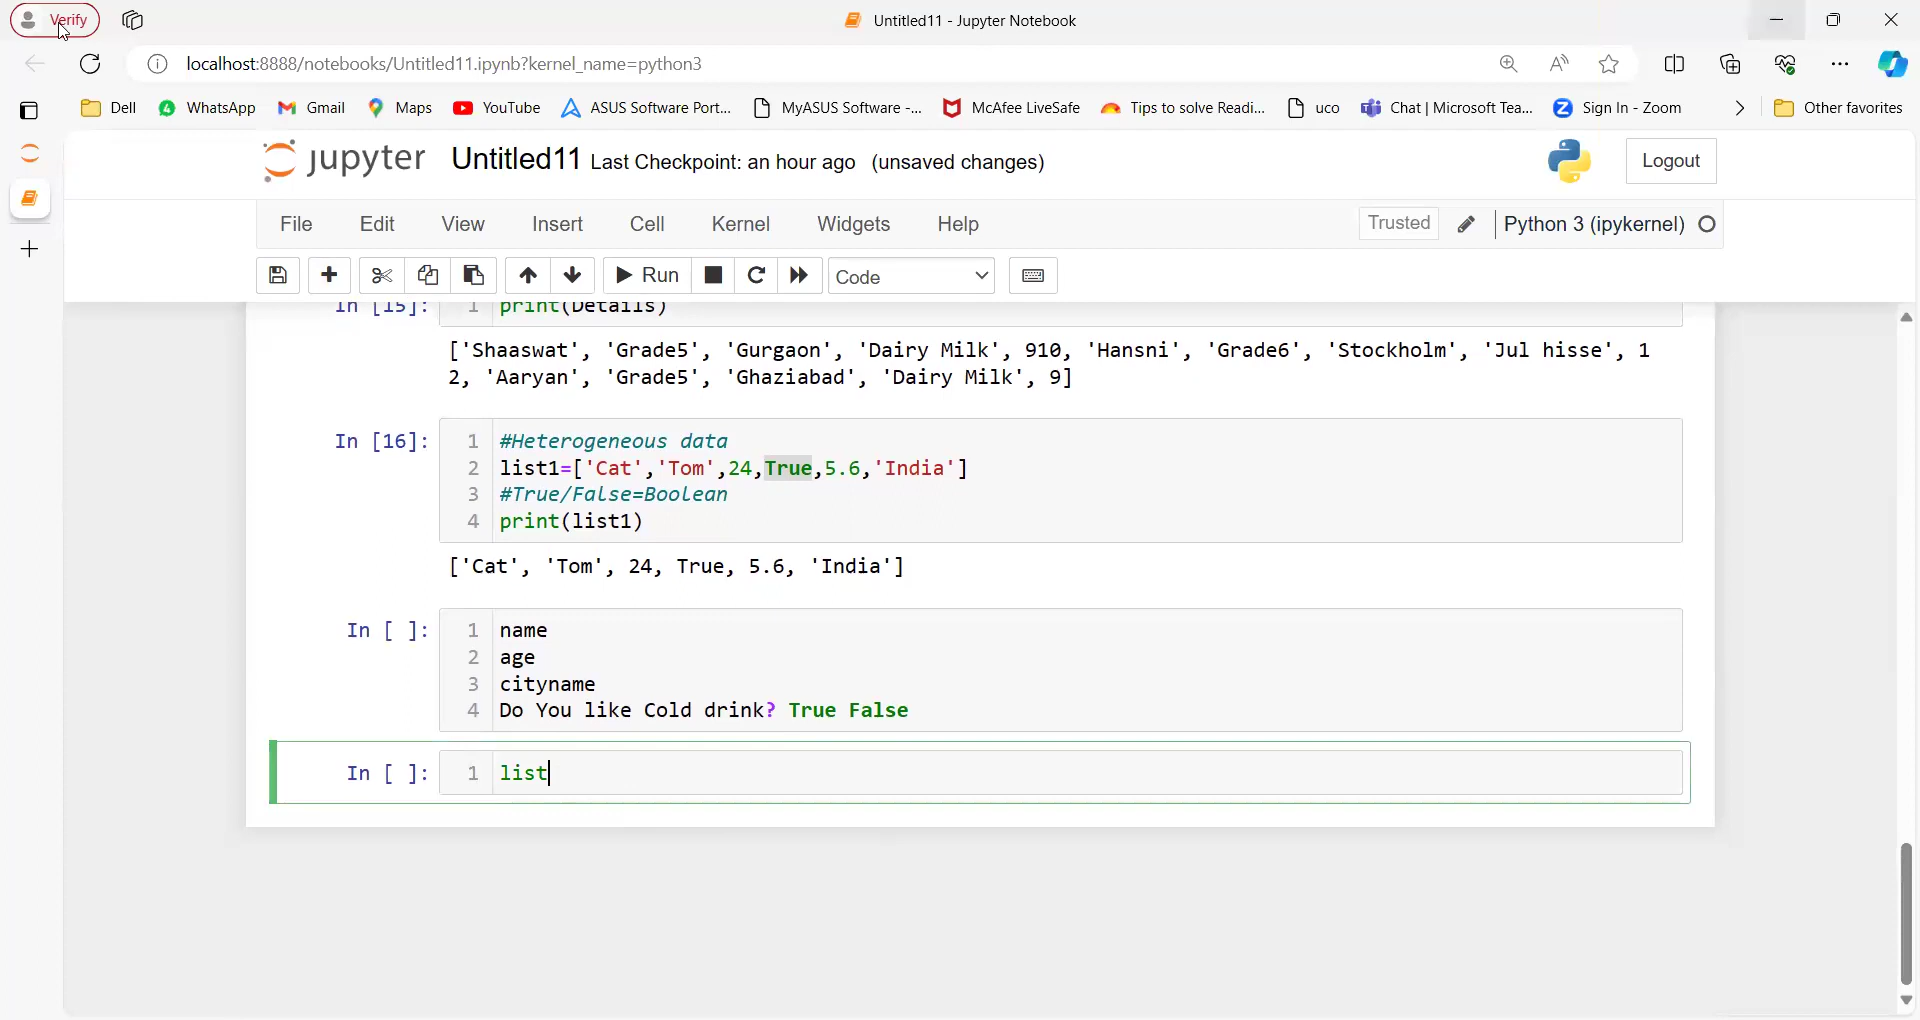 Verify
Untitled11 - Jupyter Notebook
localhost:8888/notebooks/Untitled11.ipynb?kernel_name=python3
Dell WhatsApp Gmail Maps YouTube ASUS Software Port... MyASUS Software -... McAfee LiveSafe Tips to solve Readi... uco Chat | Microsoft Tea... Sign In - Zoom Other favorites
jupyter Untitled11 Last Checkpoint: an hour ago (unsaved changes) Logout
File Edit View Insert Cell Kernel Widgets Help Trusted Python 3 (ipykernel)
Run Code
In [15]: 1 print(Details)
['Shaaswat', 'Grade5', 'Gurgaon', 'Dairy Milk', 910, 'Hansni', 'Grade6', 'Stockholm', 'Jul hisse', 1
2, 'Aaryan', 'Grade5', 'Ghaziabad', 'Dairy Milk', 9]
In [16]: 1 #Heterogeneous data
2 list1=['Cat','Tom',24,True,5.6,'India']
3 #True/False=Boolean
4 print(list1)
['Cat', 'Tom', 24, True, 5.6, 'India']
In [ ]: 1 name
2 age
3 cityname
4 Do You like Cold drink? True False
In [ ]: 1 list